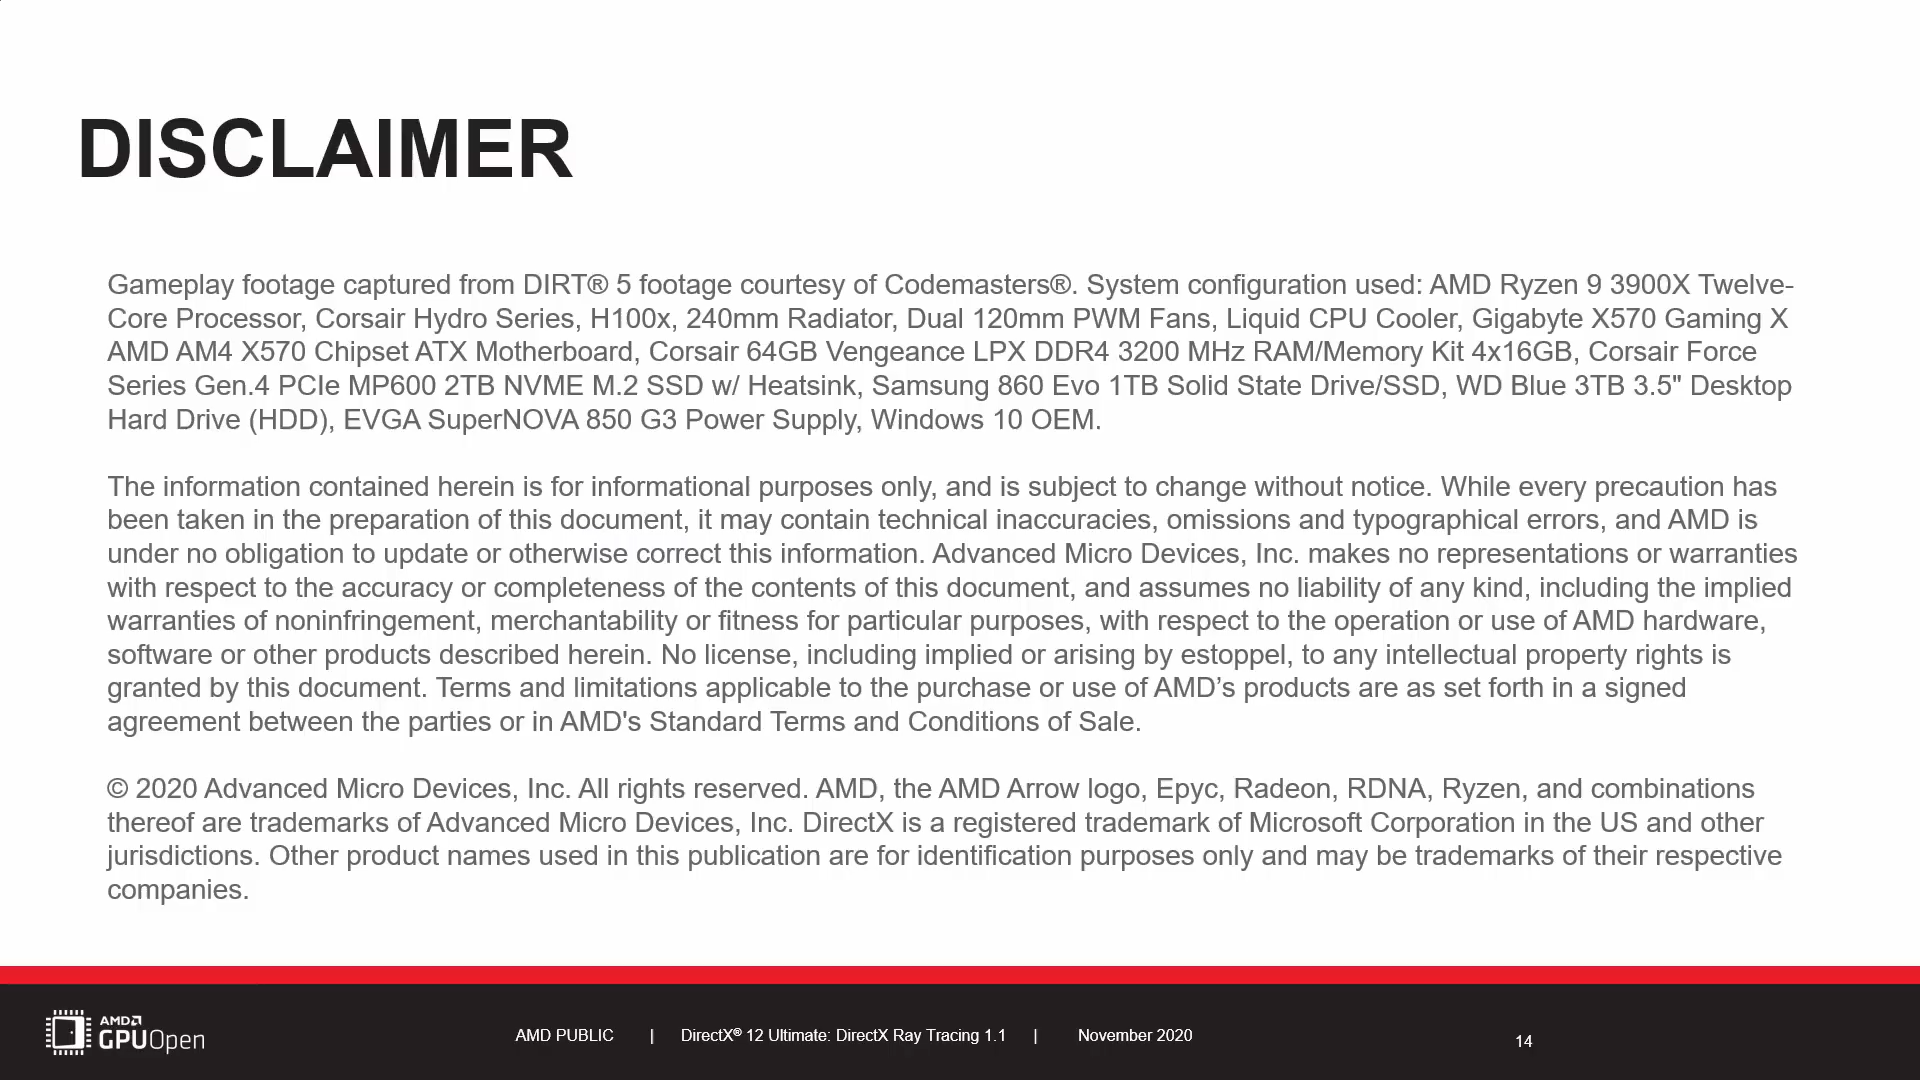 DISCLAIMER
Gameplay footage captured from DIRT® 5 footage courtesy of Codemasters®. System configuration used: AMD Ryzen 9 3900X Twelve-
Core Processor, Corsair Hydro Series, H100x, 240mm Radiator, Dual 120mm PWM Fans, Liquid CPU Cooler, Gigabyte X570 Gaming X
AMD AM4 X570 Chipset ATX Motherboard, Corsair 64GB Vengeance LPX DDR4 3200 MHz RAM/Memory Kit 4x16GB, Corsair Force
Series Gen.4 PCIe MP600 2TB NVME M.2 SSD w/ Heatsink, Samsung 860 Evo 1TB Solid State Drive/SSD, WD Blue 3TB 3.5" Desktop
Hard Drive (HDD), EVGA SuperNOVA 850 G3 Power Supply, Windows 10 OEM.
The information contained herein is for informational purposes only, and is subject to change without notice. While every precaution has
been taken in the preparation of this document, it may contain technical inaccuracies, omissions and typographical errors, and AMD is
under no obligation to update or otherwise correct this information. Advanced Micro Devices, Inc. makes no representations or warranties
with respect to the accuracy or completeness of the contents of this document, and assumes no liability of any kind, including the implied
warranties of noninfringement, merchantability or fitness for particular purposes, with respect to the operation or use of AMD hardware,
software or other products described herein. No license, including implied or arising by estoppel, to any intellectual property rights is
granted by this document. Terms and limitations applicable to the purchase or use of AMD’s products are as set forth in a signed
agreement between the parties or in AMD's Standard Terms and Conditions of Sale.
© 2020 Advanced Micro Devices, Inc. All rights reserved. AMD, the AMD Arrow logo, Epyc, Radeon, RDNA, Ryzen, and combinations
thereof are trademarks of Advanced Micro Devices, Inc. DirectX is a registered trademark of Microsoft Corporation in the US and other
jurisdictions. Other product names used in this publication are for identification purposes only and may be trademarks of their respective
companies.
AMD
GPUOpen
AMD PUBLIC | DirectX® 12 Ultimate: DirectX Ray Tracing 1.1 | November 2020
14